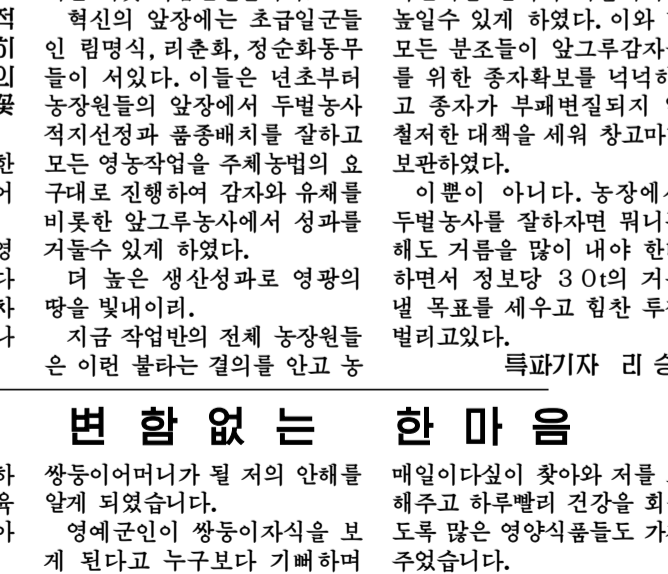 혁신의 앞장에는 초급일군들
인 림명식, 리춘화, 정순화동무
들이 서있다. 이들은 년초부터
농장원들의 앞장에서 두벌농사
적지선정과 품종배치를 잘하고
모든 영농작업을 주체농법의 요
구대로 진행하여 감자와 유채를
비롯한 앞그루농사에서 성과를
거둘수 있게 하였다.
더 높은 생산성과로 영광의
땅을 빛내이리.
지금 작업반의 전체 농장원들
은 이런 불타는 결의를 안고 농
높일수 있게 하였다. 이와
모든 분조들이 앞그루감자
를 위한 종자확보를 넉넉히
고 종자가 부패변질되지
철저한 대책을 세워 창고마
보관하였다.
이뿐이 아니다. 농장에서
두벌농사를 잘하자면 뭐니
해도 거름을 많이 내야 한
하면서 정보당 30t의 거
낼 목표를 세우고 힘찬 투
벌리고있다.
특파기자 리 승
변함없는 한마음
쌍둥이어머니가 될 저의 안해를
알게 되였습니다.
영예군인이 쌍둥이자식을 보
게 된다고 누구보다 기뻐하며
매일이다싶이 찾아와 저를
해주고 하루빨리 건강을 회
도록 많은 영양식품들도 가
주었습니다.